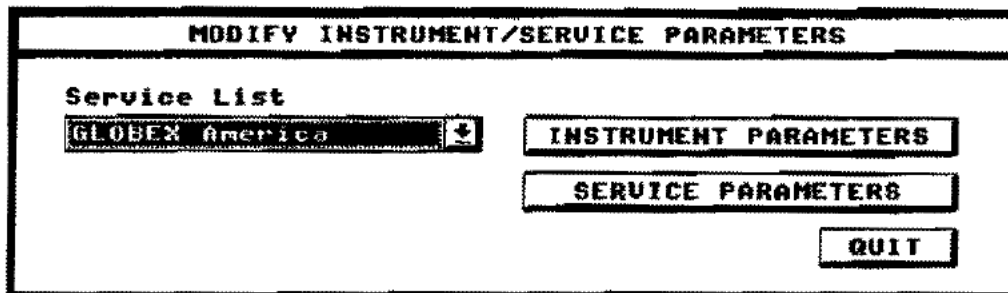 MODIFY INSTRUMENT/SERVICE PARAMETERS
Service List
GLOBEX America
INSTRUMENT PARAMETERS
SERVICE PARAMETERS
QUIT